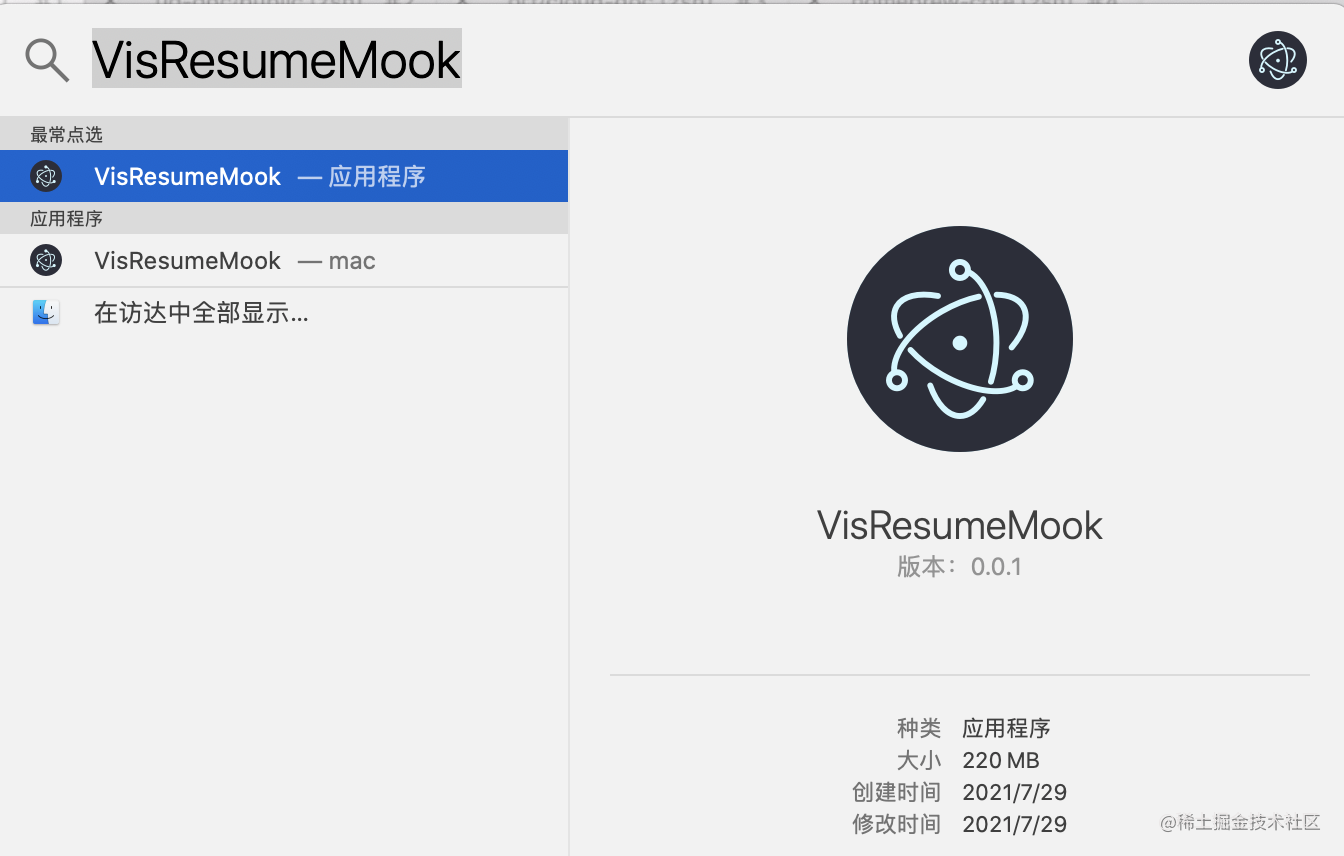 VisResumeMook
最常点选
VisResumeMook — 应用程序
应用程序
VisResumeMook — mac
在访达中全部显示...
VisResumeMook
版本：0.0.1
种类 应用程序
大小 220 MB
创建时间 2021/7/29
修改时间 2021/7/29
@稀土掘金技术社区